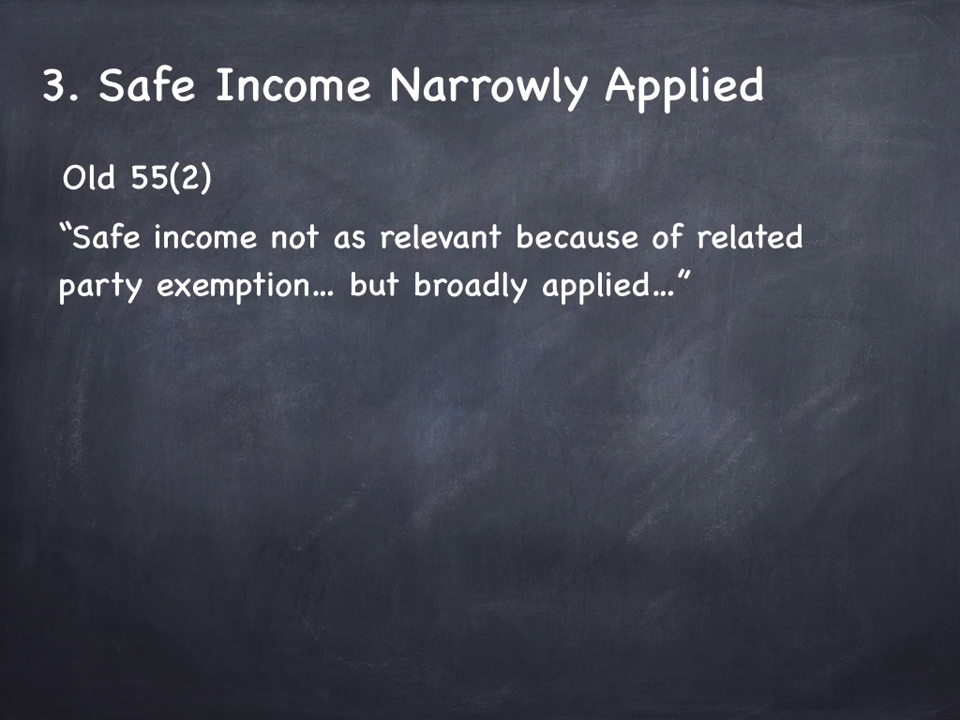 3. Safe Income Narrowly Applied
Old 55(2)
“Safe income not as relevant because of related
party exemption… but broadly applied…”